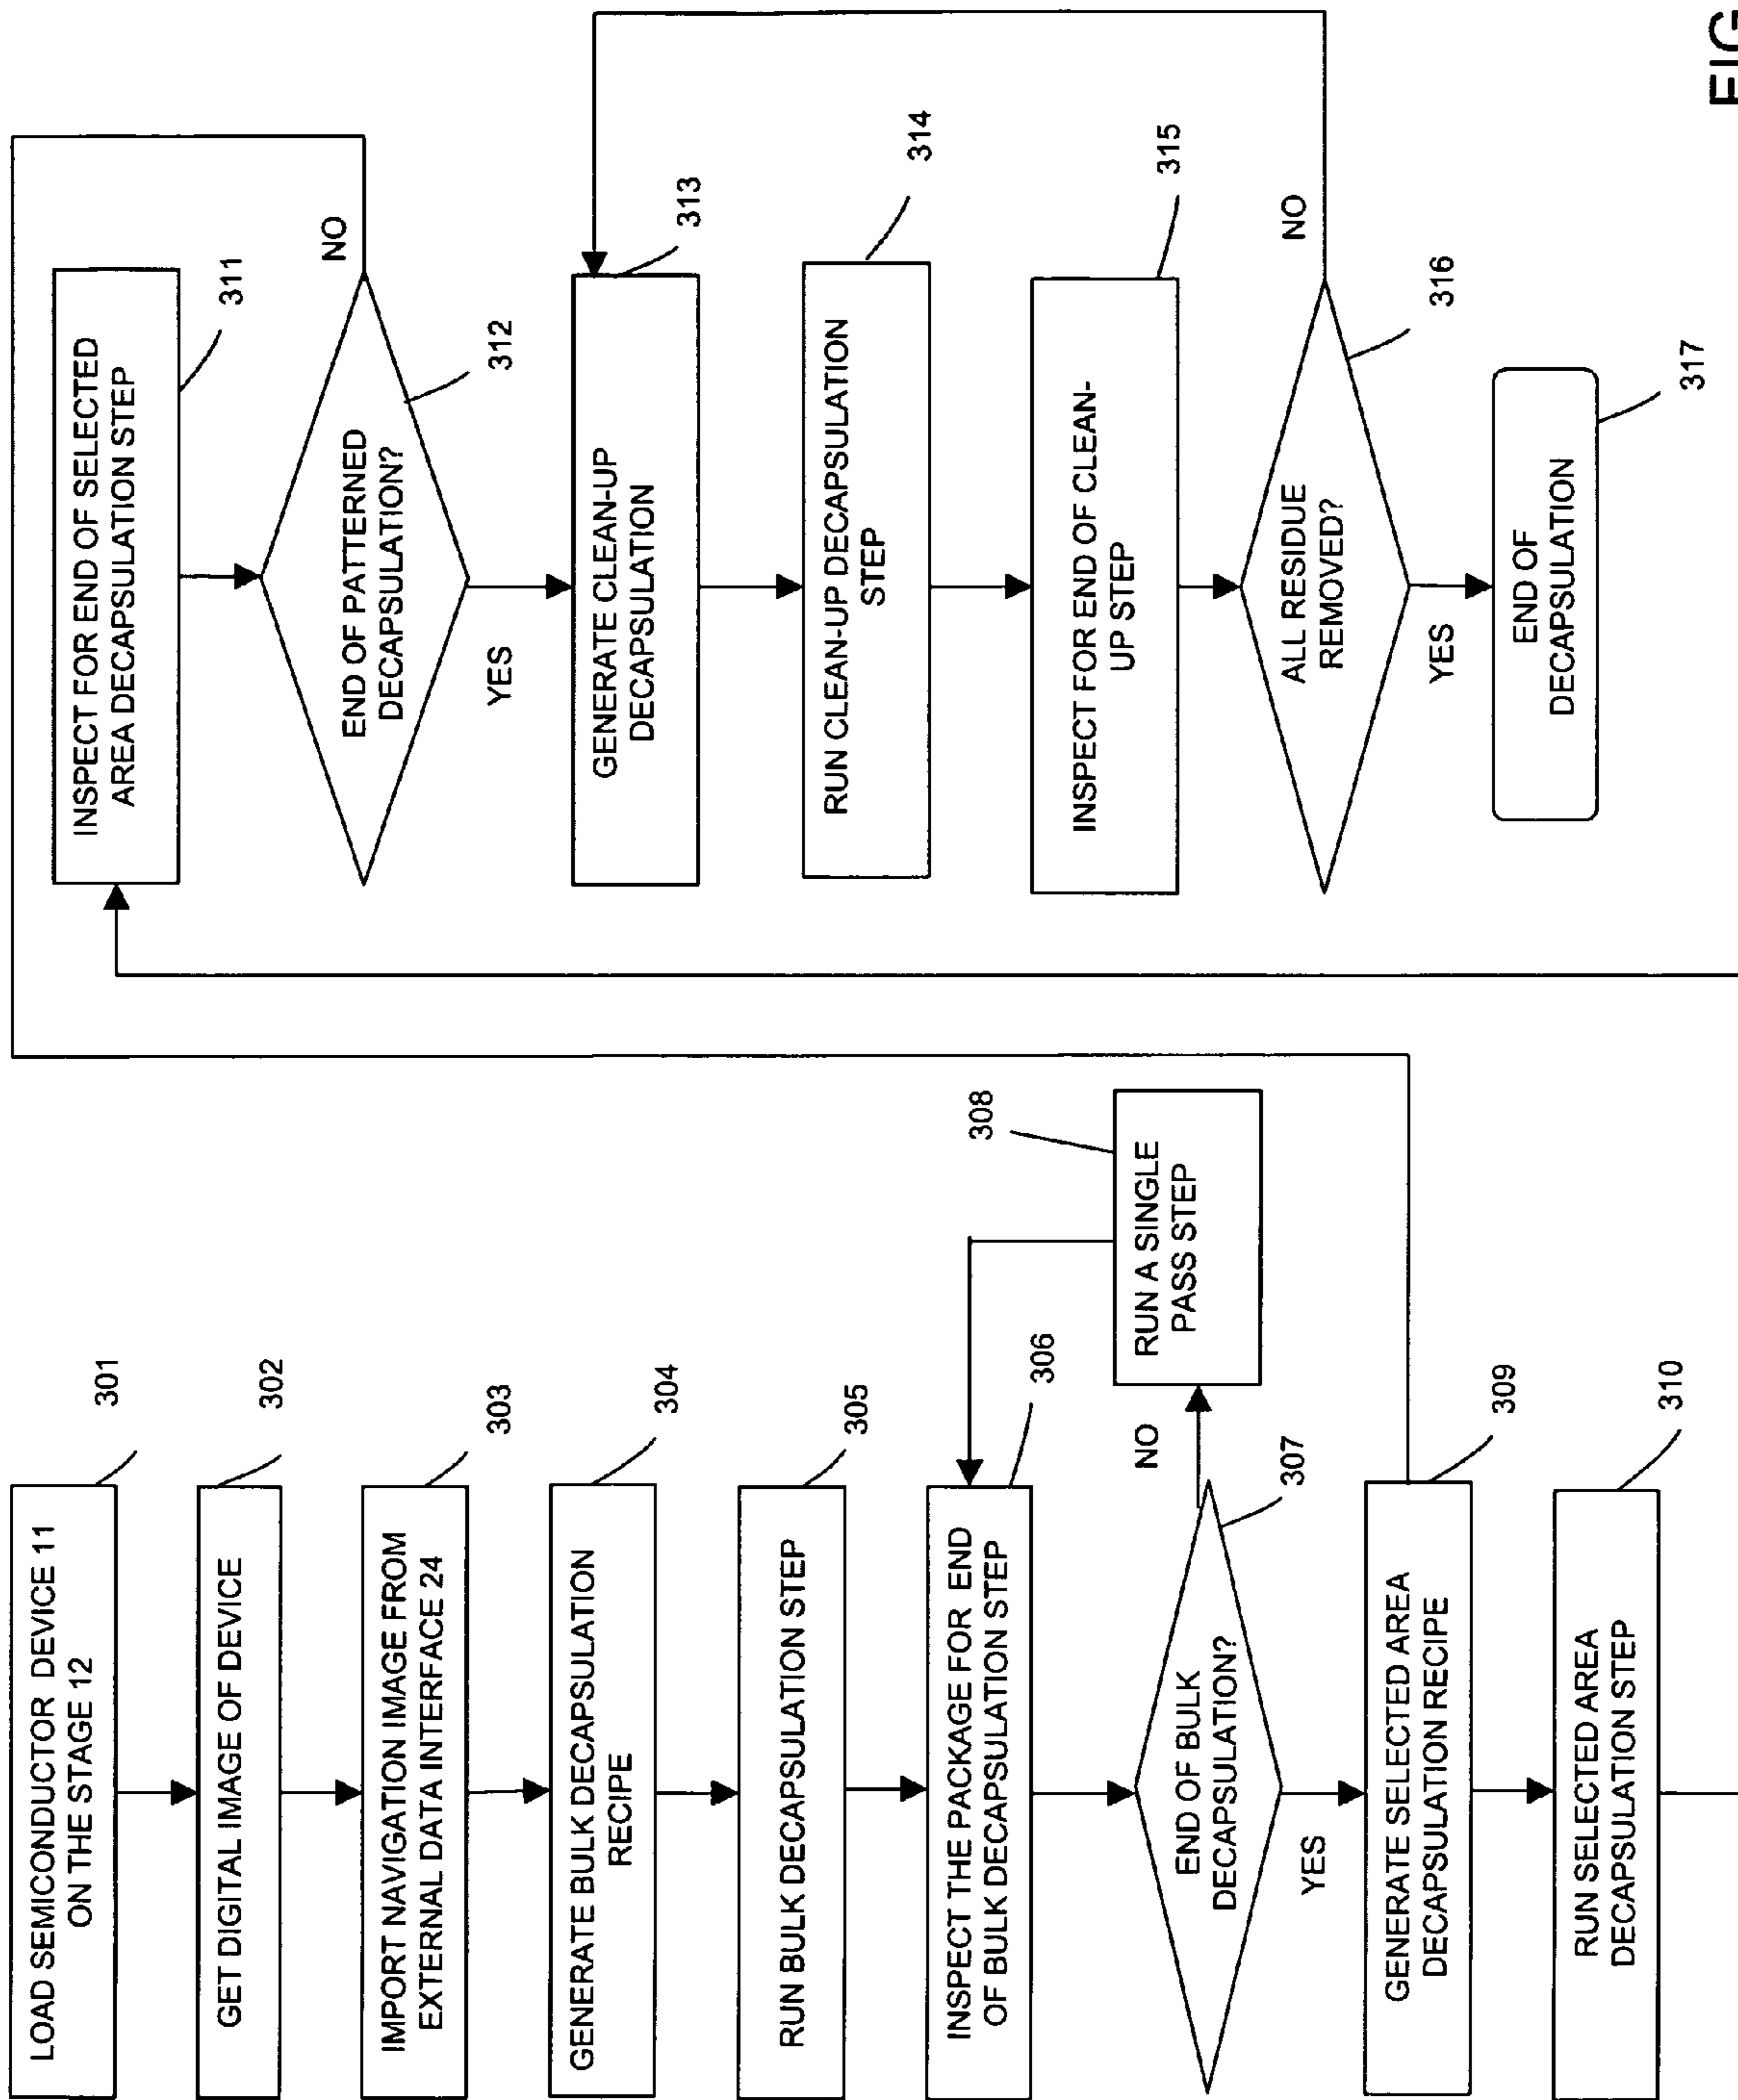 LOAD SEMICONDUCTOR DEVICE 11
ON THE STAGE 12
301
GET DIGITAL IMAGE OF DEVICE
302
IMPORT NAVIGATION IMAGE FROM
EXTERNAL DATA INTERFACE 24
303
GENERATE BULK DECAPSULATION
RECIPE
304
RUN BULK DECAPSULATION STEP
305
INSPECT THE PACKAGE FOR END
OF BULK DECAPSULATION STEP
306
END OF BULK
DECAPSULATION?
307
NO
RUN A SINGLE
PASS STEP
308
YES
GENERATE SELECTED AREA
DECAPSULATION RECIPE
309
RUN SELECTED AREA
DECAPSULATION STEP
310
INSPECT FOR END OF SELECTED
AREA DECAPSULATION STEP
311
END OF PATTERNED
DECAPSULATION?
312
NO
YES
GENERATE CLEAN-UP
DECAPSULATION
313
RUN CLEAN-UP DECAPSULATION
STEP
314
INSPECT FOR END OF CLEAN-
UP STEP
315
ALL RESIDUE
REMOVED?
316
NO
YES
END OF
DECAPSULATION
317